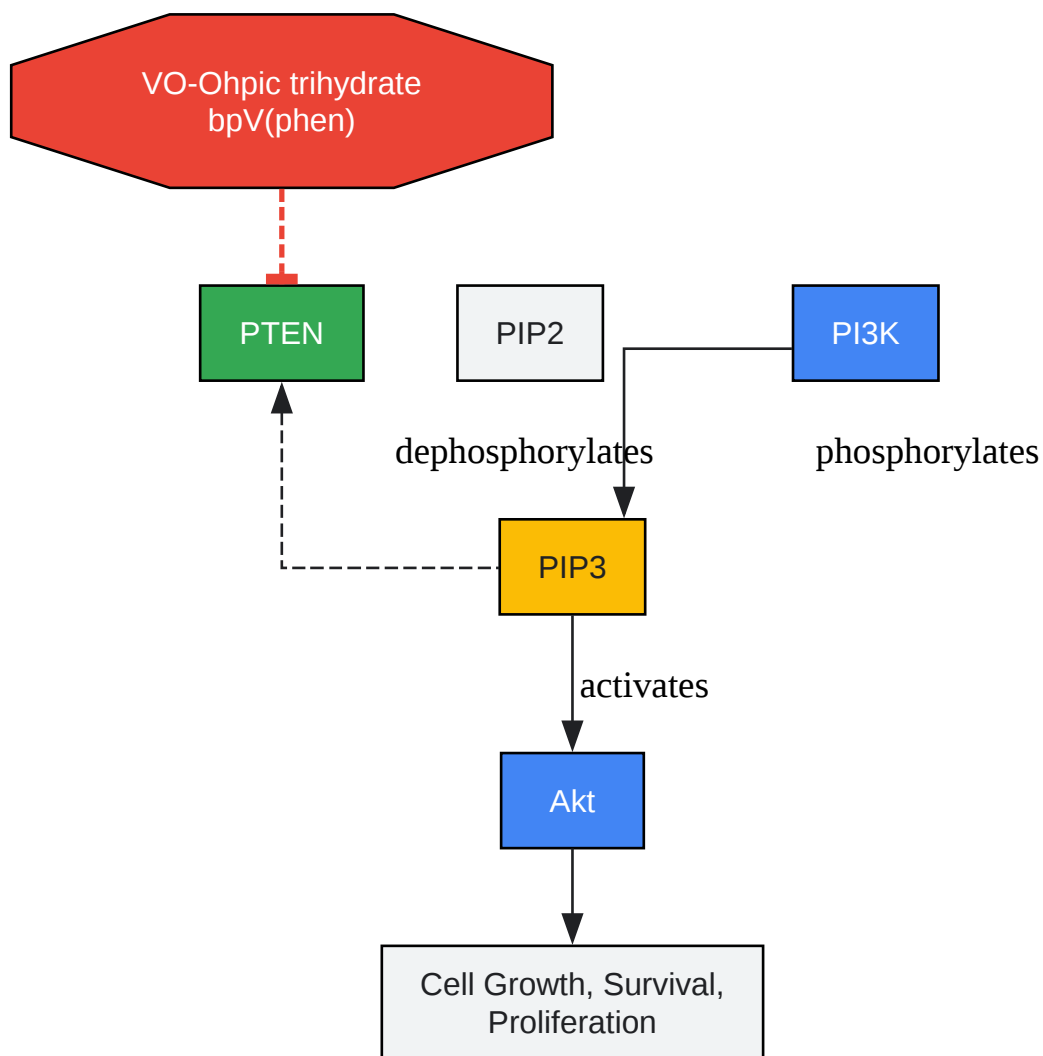 VO-Ohpic trihydrate
bpV(phen)
PTEN
PIP2
PI3K
dephosphorylates
phosphorylates
PIP3
activates
Akt
Cell Growth, Survival,
Proliferation